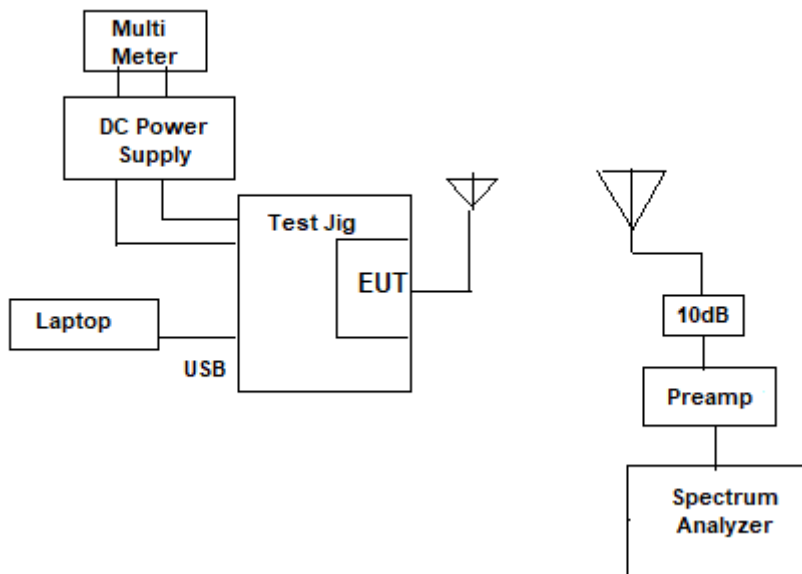 Multi
Meter
DC Power
Supply
Test Jig
EUT
Laptop
USB
10dB
Preamp
Spectrum
Analyzer